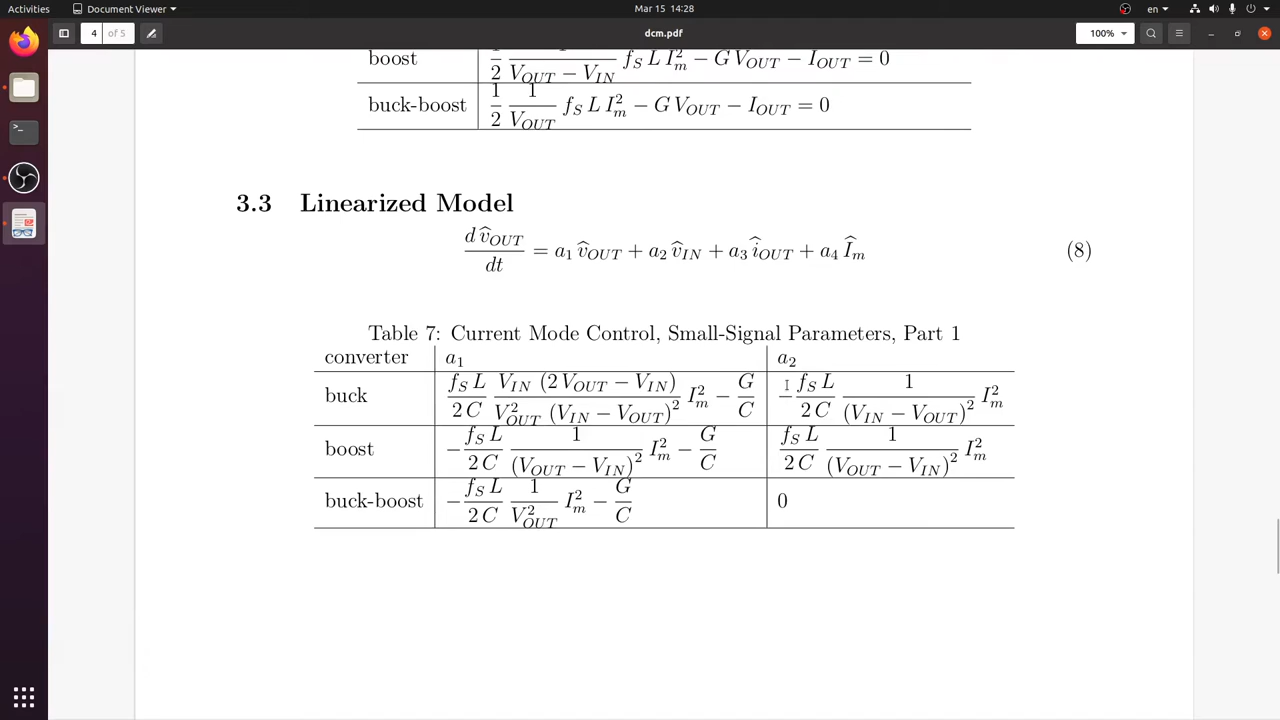 Activities Document Viewer Mar 15 14:28 en
4 of 5 dcm.pdf 100%
boost 1/2 1/(V_OUT − V_IN) f_S L I_m^2 − G V_OUT − I_OUT = 0
buck-boost 1/2 1/V_OUT f_S L I_m^2 − G V_OUT − I_OUT = 0
3.3 Linearized Model
d v̂_OUT/dt = a_1 v̂_OUT + a_2 v̂_IN + a_3 î_OUT + a_4 Î_m (8)
Table 7: Current Mode Control, Small-Signal Parameters, Part 1
converter a_1 a_2
buck f_S L/2 C V_IN (2 V_OUT − V_IN)/V_OUT^2 (V_IN − V_OUT)^2 I_m^2 − G/C −f_S L/2 C 1/(V_IN − V_OUT)^2 I_m^2
boost −f_S L/2 C 1/(V_OUT − V_IN)^2 I_m^2 − G/C f_S L/2 C 1/(V_OUT − V_IN)^2 I_m^2
buck-boost −f_S L/2 C 1/V_OUT^2 I_m^2 − G/C 0